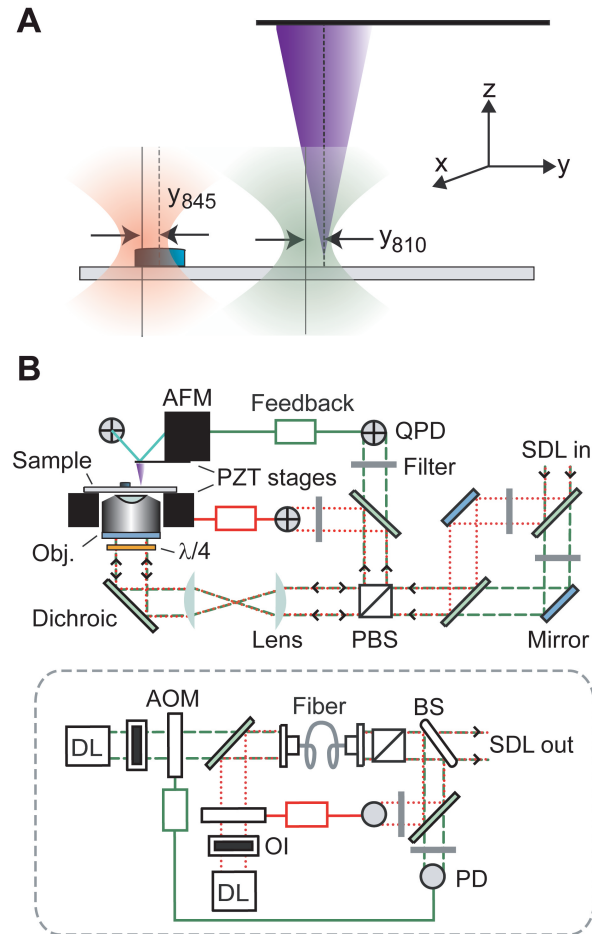 A
z
x
y
y845
y810
B
AFM
Feedback
QPD
SDL in
Sample
PZT stages
Filter
Obj.
λ/4
Dichroic
Lens
PBS
Mirror
AOM
Fiber
BS
DL
SDL out
OI
DL
PD